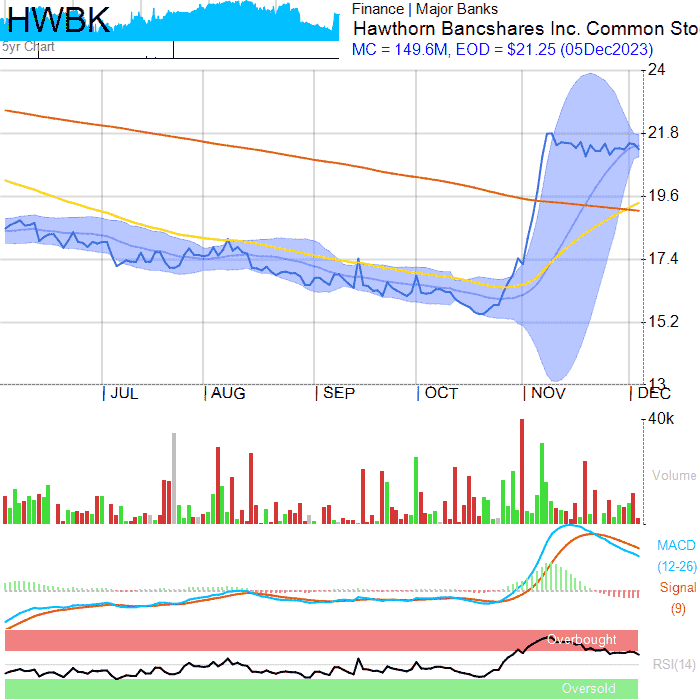 HWBK
5yr Chart
Finance | Major Banks
Hawthorn Bancshares Inc. Common Sto
MC = 149.6M, EOD = $21.25 (05Dec2023)
24
21.8
19.6
17.4
15.2
13
| JUL | AUG | SEP | OCT | NOV | DEC
40k
Volume
MACD
(12-26)
Signal
(9)
Overbought
RSI(14)
Oversold